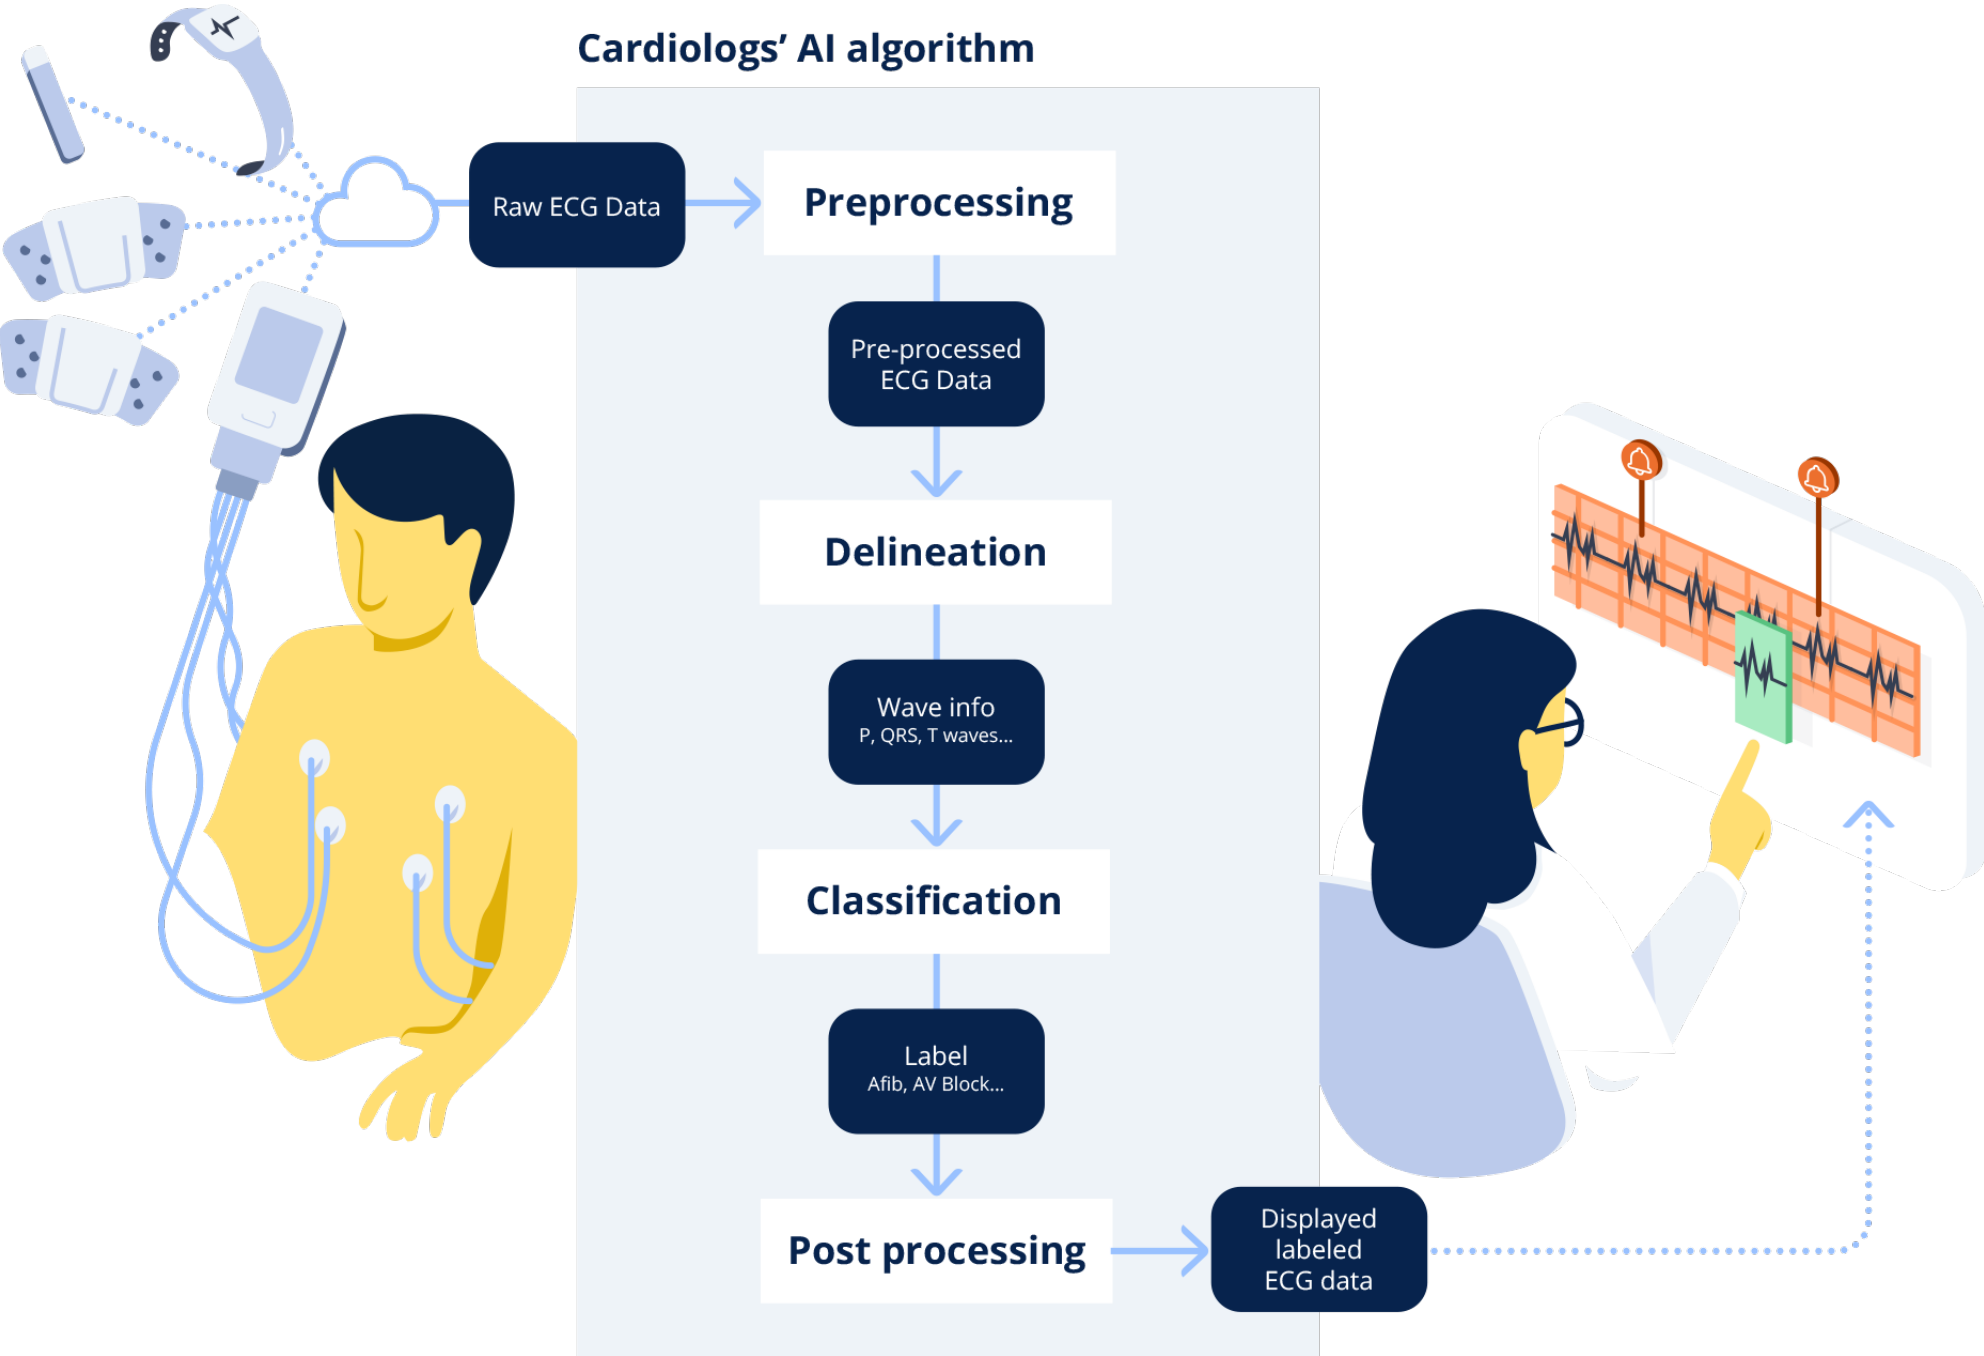 Cardiologs’ AI algorithm
Raw ECG Data
Preprocessing
Pre-processed
ECG Data
Delineation
Wave info
P, QRS, T waves...
Classification
Label
Afib, AV Block...
Post processing
Displayed
labeled
ECG data